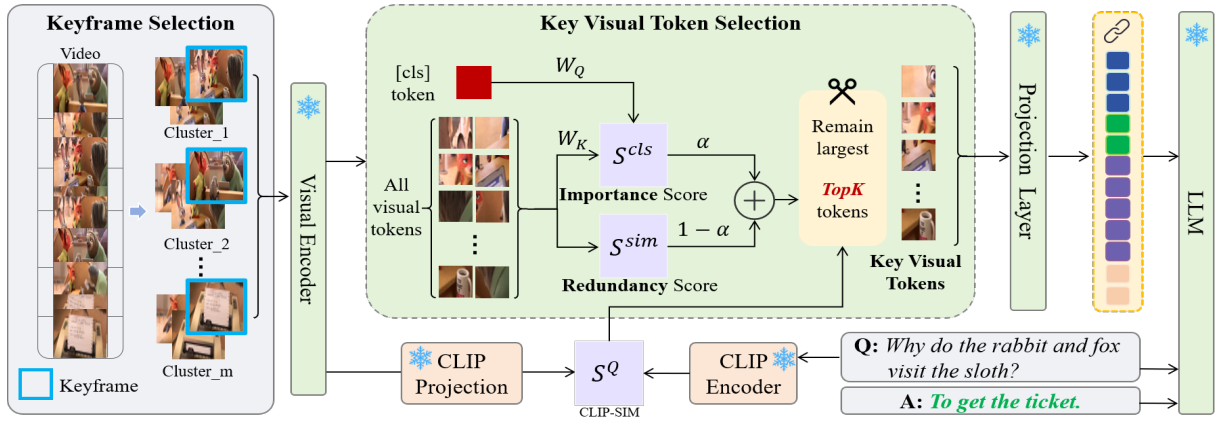 Keyframe Selection
Video
Cluster_1
Cluster_2
⋮
Cluster_m
Keyframe
Visual Encoder
Key Visual Token Selection
[cls]
token
W_Q
All
visual
tokens
⋮
W_K
S^{cls}
α
Importance Score
S^{sim}
1 − α
Redundancy Score
+
Remain
largest
TopK
tokens
⋮
Key Visual
Tokens
Projection Layer
LLM
CLIP
Projection
S^Q
CLIP-SIM
CLIP
Encoder
Q: Why do the rabbit and fox
visit the sloth?
A: To get the ticket.